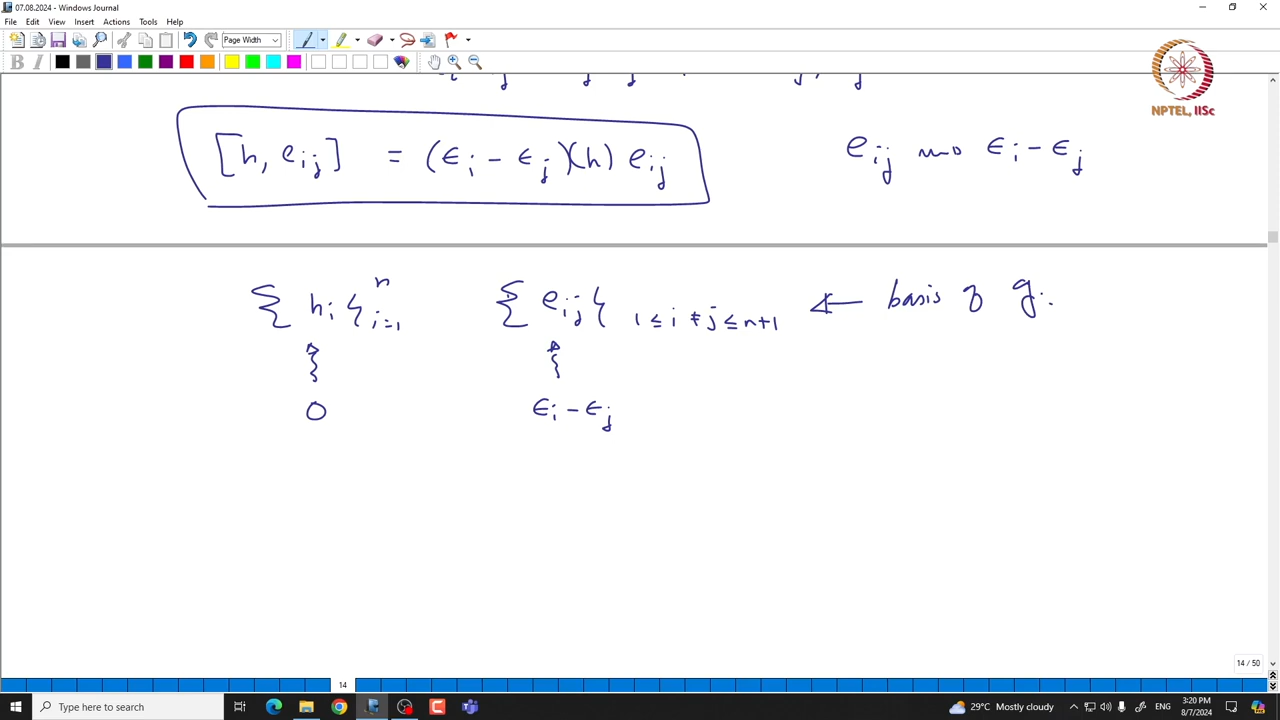 07.08.2024 - Windows Journal
File Edit View Insert Actions Tools Help
Page Width
B i
NPTEL, IISc
[h, e_ij] = (ϵ_i - ϵ_j)(h) e_ij e_ij ⇝ ϵ_i - ϵ_j
{ h_i }_{i=1}^n { e_ij }_{1 ≤ i ≠ j ≤ n+1} ← basis of g.
0 ϵ_i - ϵ_j
14 / 50
14
Type here to search
29°C Mostly cloudy
3:20 PM
8/7/2024